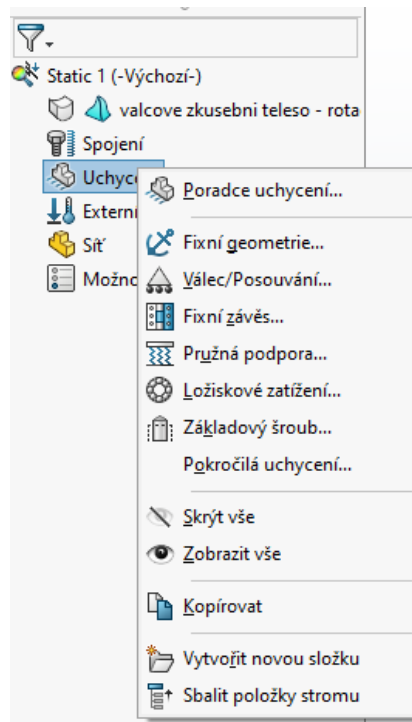 Static 1 (-Výchozí-)
valcove zkusebni teleso - rota
Spojení
Uchyc
Externí
Síť
Možno
Poradce uchycení...
Fixní geometrie...
Válec/Posouvání...
Fixní závěs...
Pružná podpora...
Ložiskové zatížení...
Základový šroub...
Pokročilá uchycení...
Skrýt vše
Zobrazit vše
Kopírovat
Vytvořit novou složku
Sbalit položky stromu